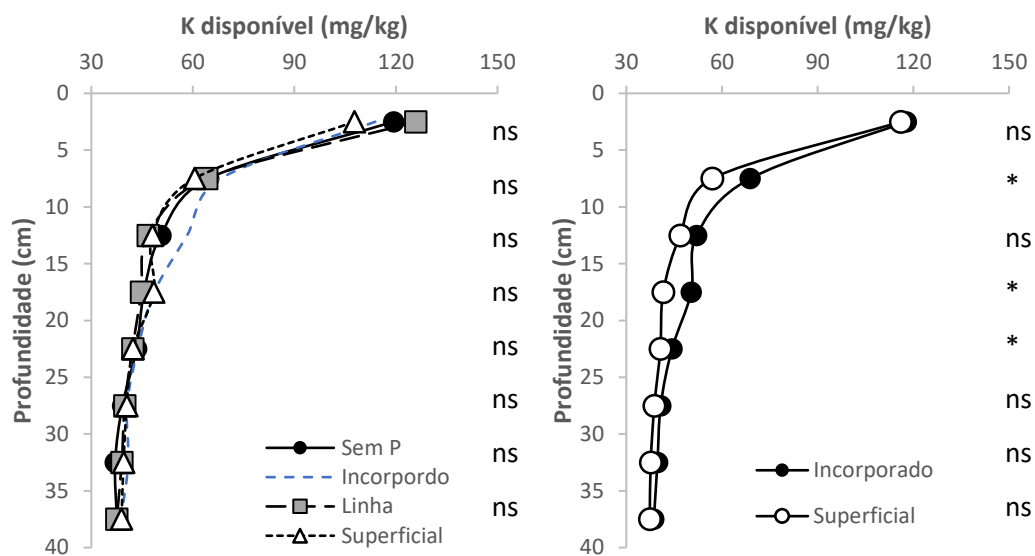 K disponível (mg/kg)
30 60 90 120 150
Profundidade (cm)
0
5
10
15
20
25
30
35
40
ns
ns
ns
ns
ns
ns
ns
ns
Sem P
Incorpordo
Linha
Superficial
K disponível (mg/kg)
30 60 90 120 150
Profundidade (cm)
0
5
10
15
20
25
30
35
40
ns
*
ns
*
*
ns
ns
ns
Incorporado
Superficial